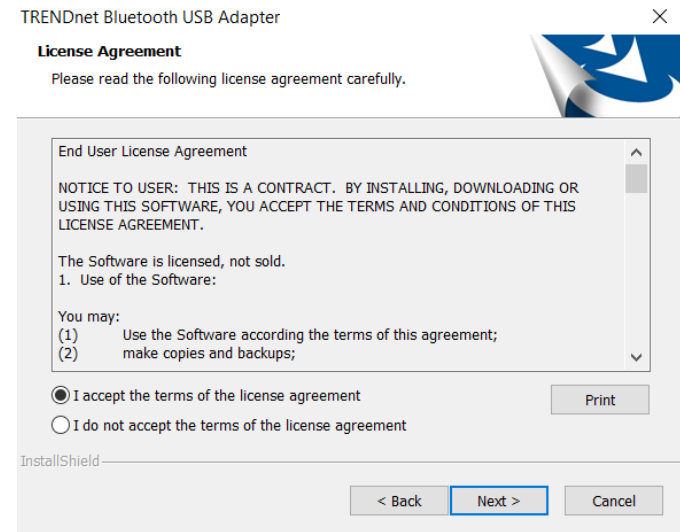 TRENDnet Bluetooth USB Adapter
License Agreement
Please read the following license agreement carefully.
End User License Agreement
NOTICE TO USER:  THIS IS A CONTRACT.  BY INSTALLING, DOWNLOADING OR
USING THIS SOFTWARE, YOU ACCEPT THE TERMS AND CONDITIONS OF THIS
LICENSE AGREEMENT.
The Software is licensed, not sold.
1.  Use of the Software:
You may:
(1) Use the Software according the terms of this agreement;
(2) make copies and backups;
I accept the terms of the license agreement
Print
I do not accept the terms of the license agreement
InstallShield
< Back
Next >
Cancel